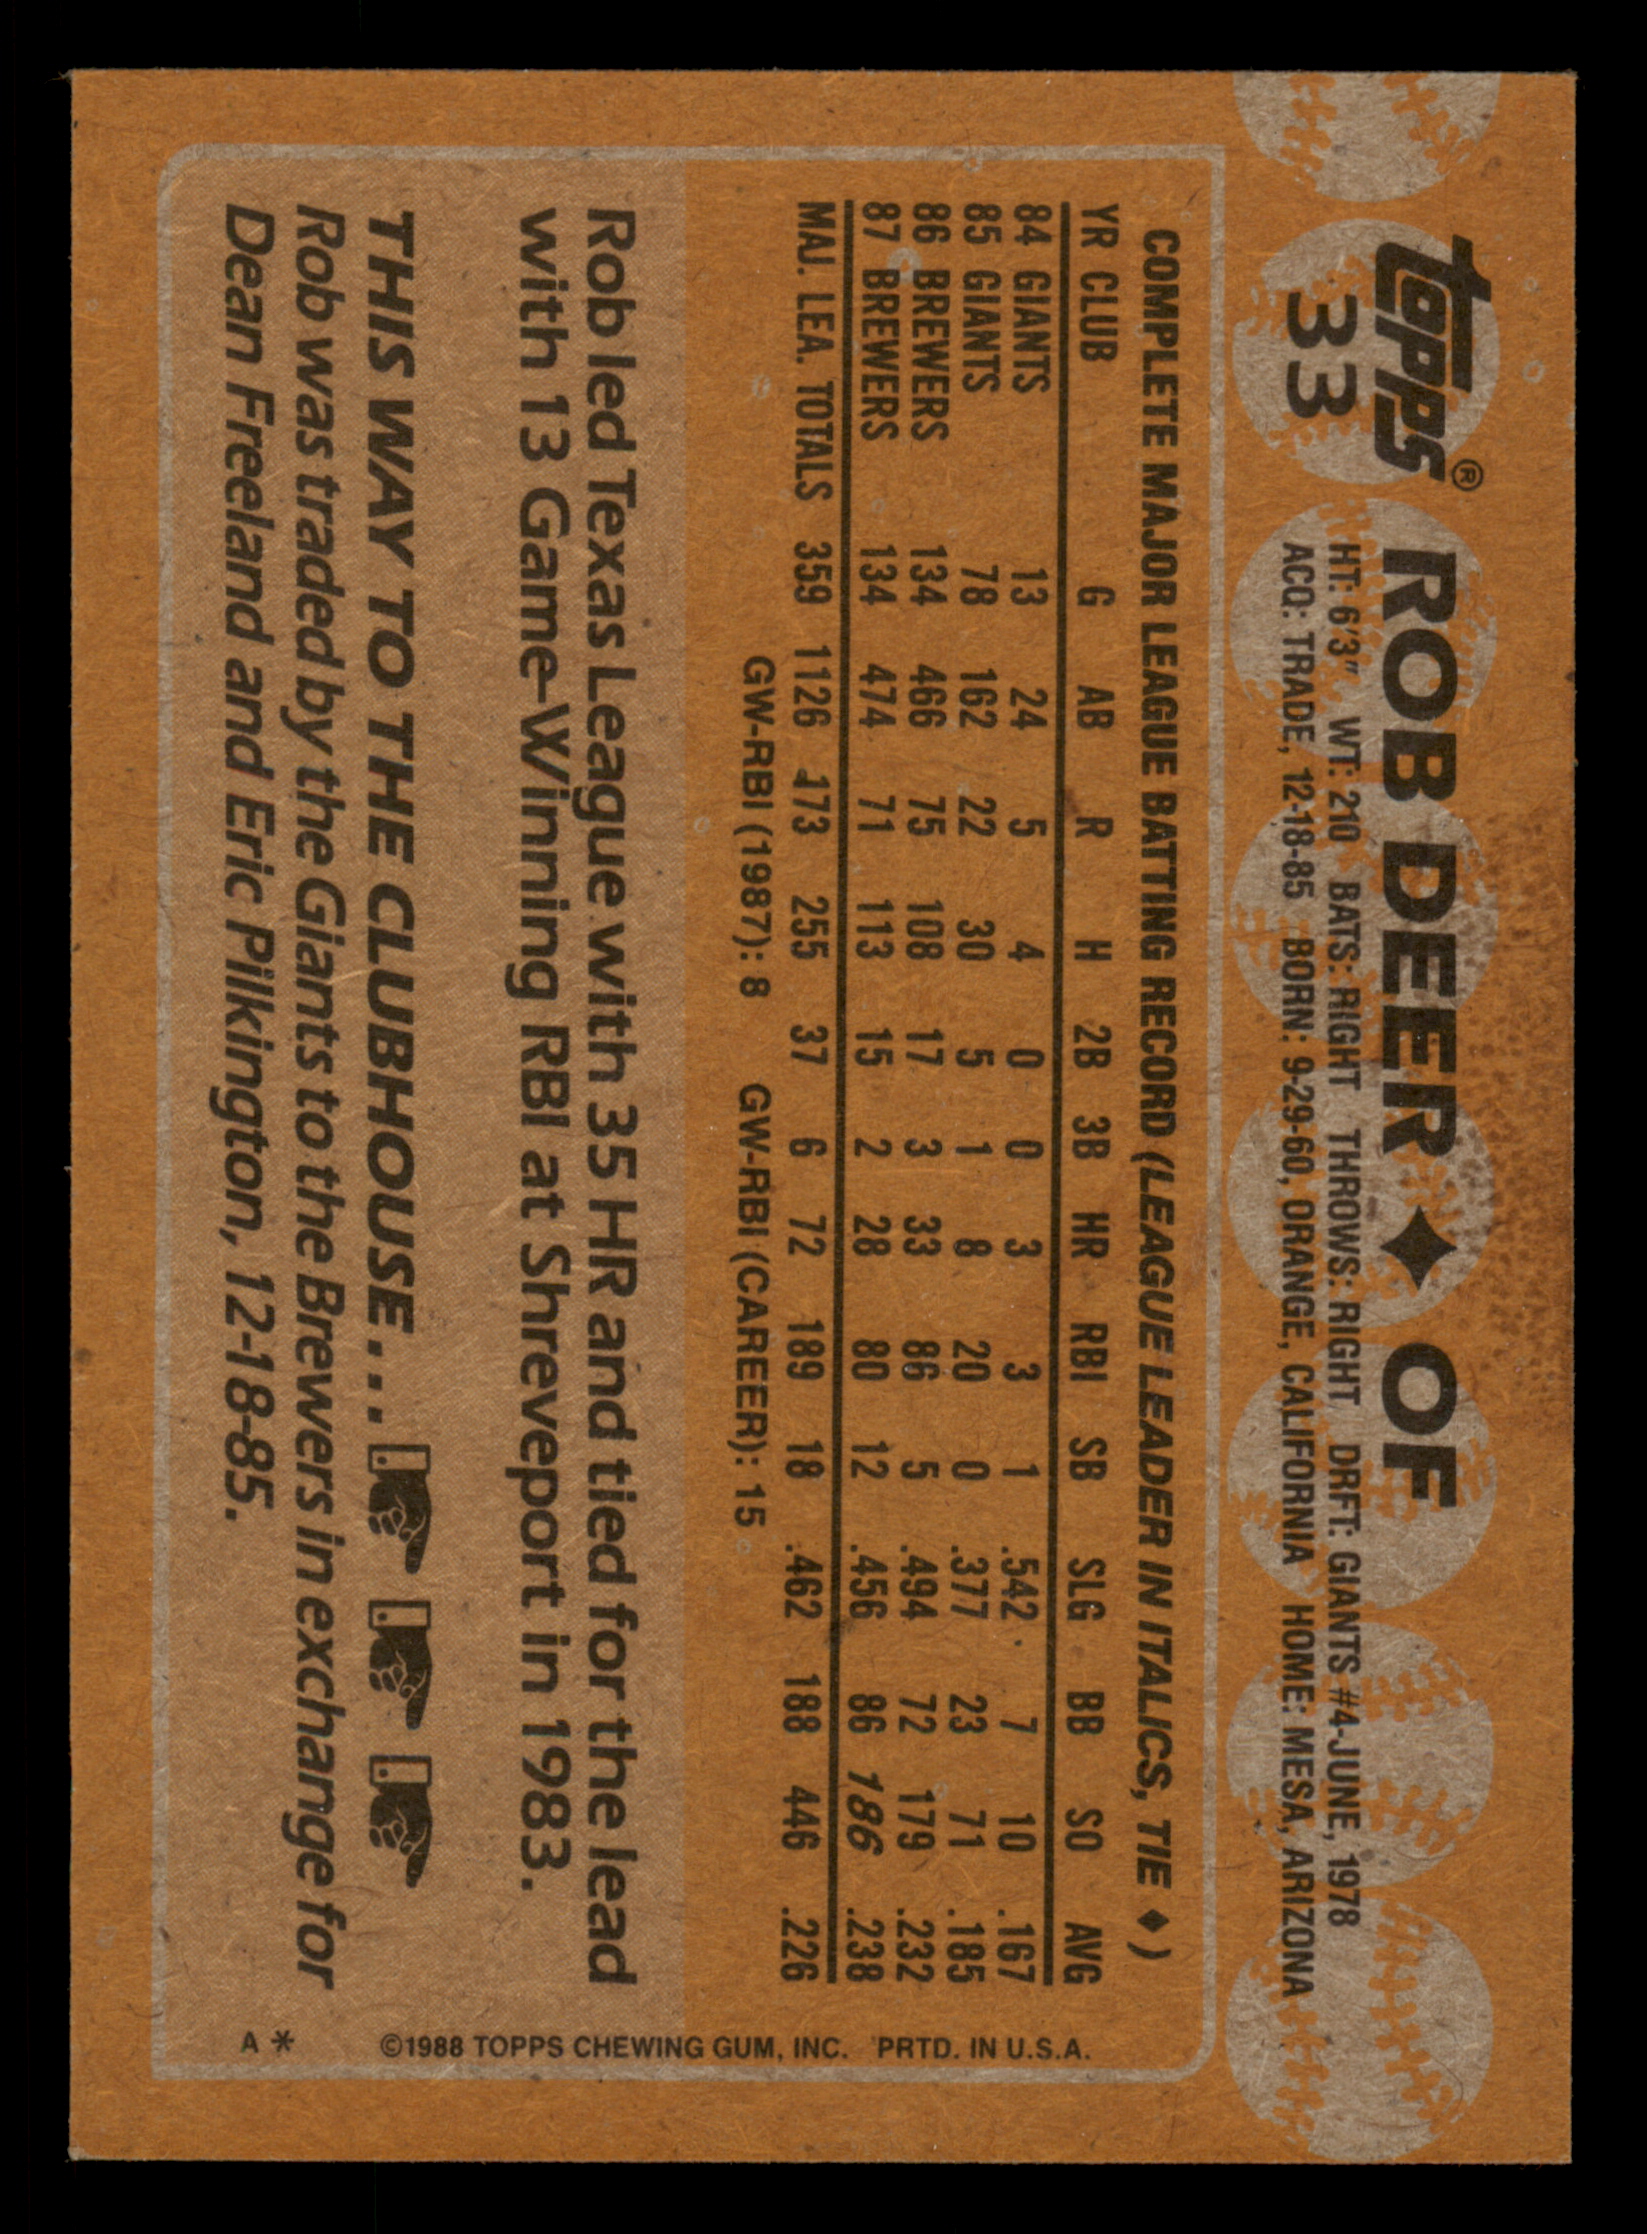 topps®
33
ROB DEER ✦ OF
HT: 6'3" WT: 210 BATS: RIGHT THROWS: RIGHT DRFT: GIANTS #4-JUNE, 1978
ACQ: TRADE, 12-18-85 BORN: 9-29-60, ORANGE, CALIFORNIA HOME: MESA, ARIZONA
COMPLETE MAJOR LEAGUE BATTING RECORD (LEAGUE LEADER IN ITALICS, TIE ♦)
YR CLUB G AB R H 2B 3B HR RBI SB SLG BB SO AVG
84 GIANTS 13 24 5 4 0 0 3 3 1 .542 7 10 .167
85 GIANTS 78 162 22 30 5 1 8 20 0 .377 23 71 .185
86 BREWERS 134 466 75 108 17 3 33 86 5 .494 72 179 .232
87 BREWERS 134 474 71 113 15 2 28 80 12 .456 86 186 .238
MAJ. LEA. TOTALS 359 1126 173 255 37 6 72 189 18 .462 188 446 .226
GW-RBI (1987): 8 GW-RBI (CAREER): 15
Rob led Texas League with 35 HR and tied for the lead
with 13 Game-Winning RBI at Shreveport in 1983.
THIS WAY TO THE CLUBHOUSE...
Rob was traded by the Giants to the Brewers in exchange for
Dean Freeland and Eric Pilkington, 12-18-85.
©1988 TOPPS CHEWING GUM, INC. PRTD. IN U.S.A.
A *